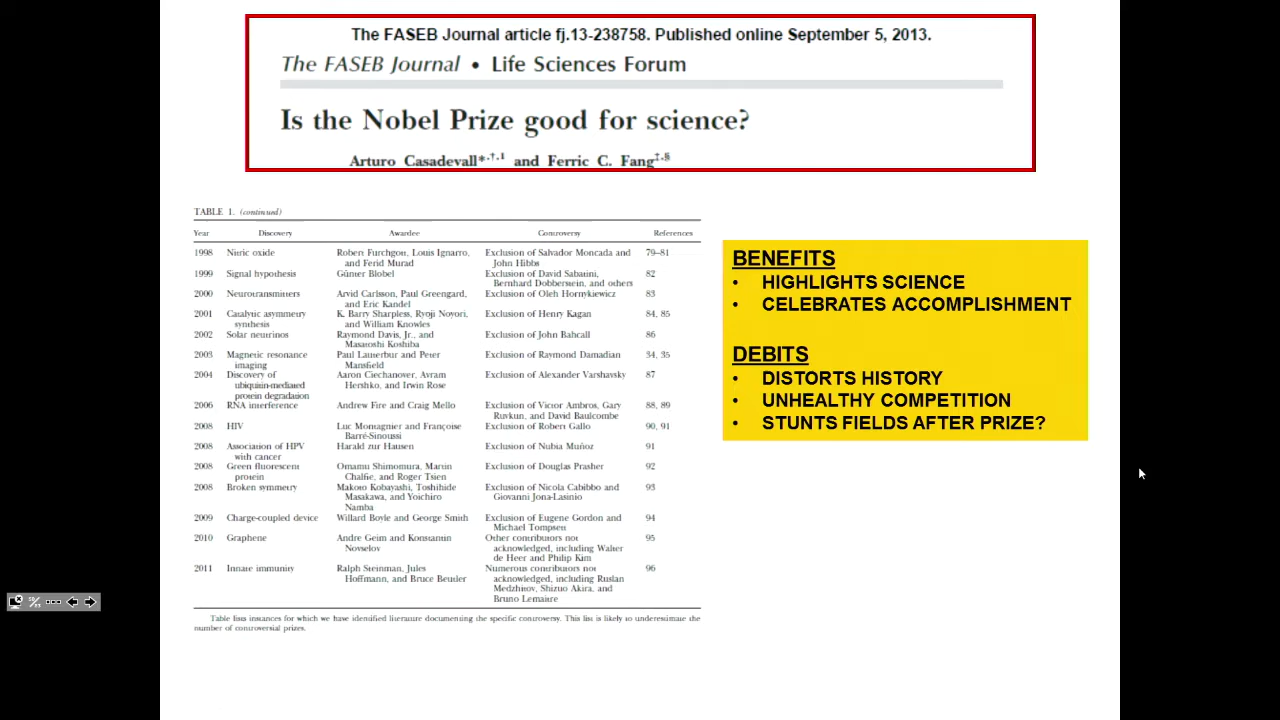 The FASEB Journal article fj.13-238758. Published online September 5, 2013.
The FASEB Journal • Life Sciences Forum
Is the Nobel Prize good for science?
Arturo Casadevall*,†,1 and Ferric C. Fang‡,§
TABLE 1. (continued)
Year Discovery Awardee Controversy References
1998 Nitric oxide Robert Furchgott, Louis Ignarro, Exclusion of Salvador Moncada and 79–81
and Ferid Murad John Hibbs
1999 Signal hypothesis Günter Blobel Exclusion of David Sabatini, 82
Bernhard Dobberstein, and others
2000 Neurotransmitters Arvid Carlsson, Paul Greengard, Exclusion of Oleh Hornykiewicz 83
and Eric Kandel
2001 Catalytic asymmetry K. Barry Sharpless, Ryoji Noyori, Exclusion of Henry Kagan 84, 85
synthesis and William Knowles
2002 Solar neutrinos Raymond Davis, Jr., and Exclusion of John Bahcall 86
Masatoshi Koshiba
2003 Magnetic resonance Paul Lauterbur and Peter Exclusion of Raymond Damadian 34, 35
imaging Mansfield
2004 Discovery of Aaron Ciechanover, Avram Exclusion of Alexander Varshavsky 87
ubiquitin-mediated Hershko, and Irwin Rose
protein degradation
2006 RNA interference Andrew Fire and Craig Mello Exclusion of Victor Ambros, Gary 88, 89
Ruvkun, and David Baulcombe
2008 HIV Luc Montagnier and Françoise Exclusion of Robert Gallo 90, 91
Barré-Sinoussi
2008 Association of HPV Harald zur Hausen Exclusion of Nubia Muñoz 91
with cancer
2008 Green fluorescent Omamu Shimomura, Martin Exclusion of Douglas Prasher 92
protein Chalfie, and Roger Tsien
2008 Broken symmetry Makoto Kobayashi, Toshihide Exclusion of Nicola Cabibbo and 93
Masakawa, and Yoichiro Giovanni Jona-Lasinio
Namba
2009 Charge-coupled device Willard Boyle and George Smith Exclusion of Eugene Gordon and 94
Michael Tompsett
2010 Graphene Andre Geim and Konstantin Other contributors not 95
Novselov acknowledged, including Walter
de Heer and Philip Kim
2011 Innate immunity Ralph Steinman, Jules Numerous contributors not 96
Hoffmann, and Bruce Beutler acknowledged, including Ruslan
Medzhitov, Shizuo Akira, and
Bruno Lemaitre
Table lists instances for which we have identified literature documenting the specific controversy. This list is likely to underestimate the
number of controversial prizes.
BENEFITS
• HIGHLIGHTS SCIENCE
• CELEBRATES ACCOMPLISHMENT
DEBITS
• DISTORTS HISTORY
• UNHEALTHY COMPETITION
• STUNTS FIELDS AFTER PRIZE?